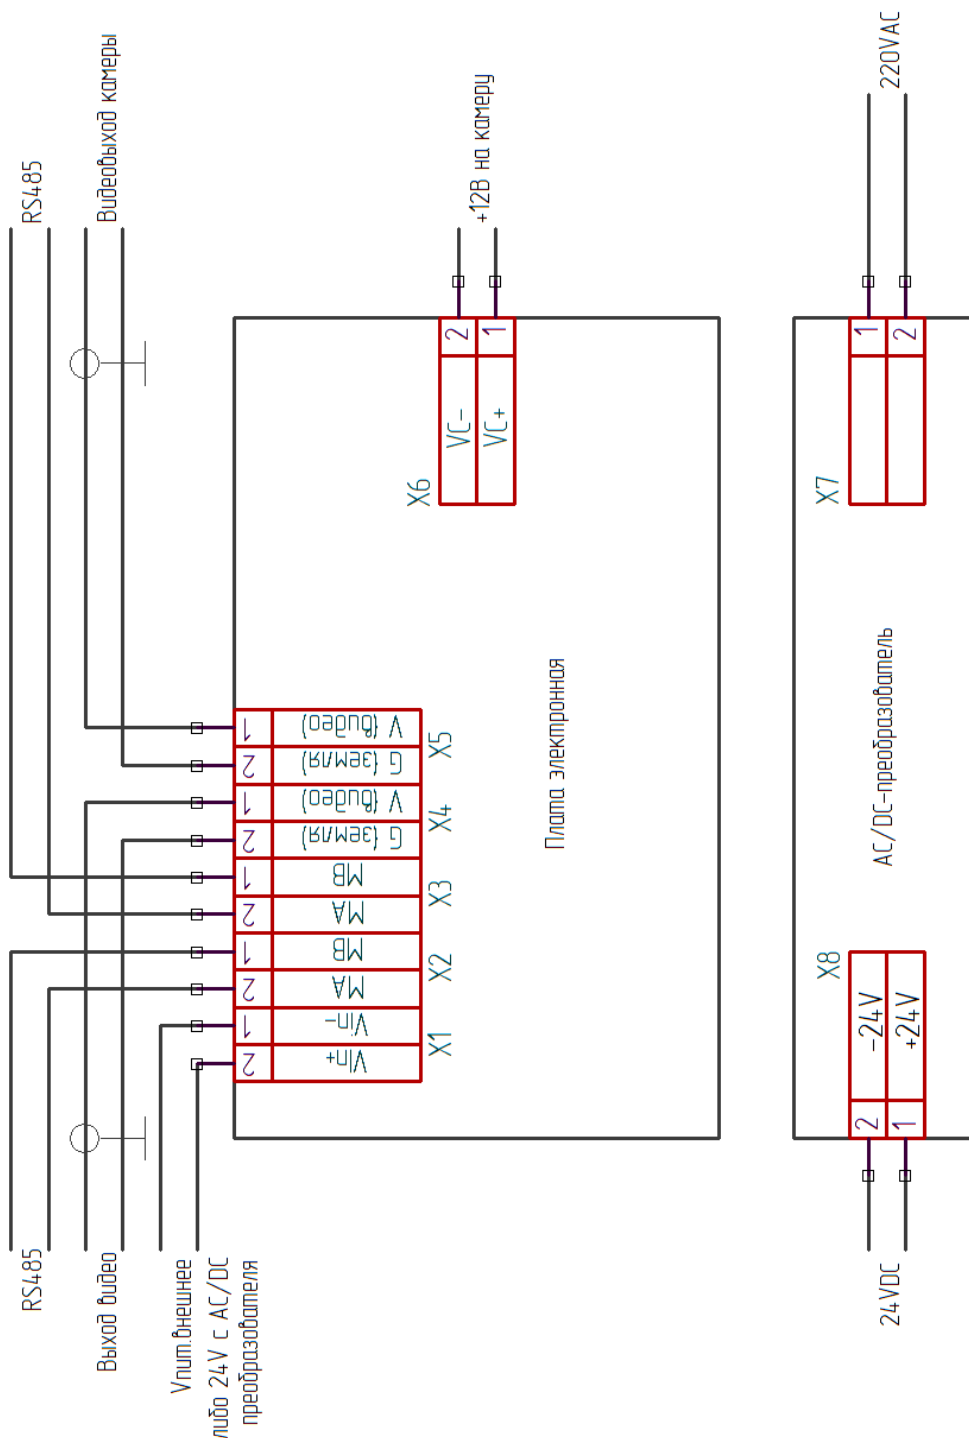 RS485
Видеовыход камеры
+12В на камеру
220VAC
2
VC-
1
VC+
X6
1
2
X7
Плата электронная
AC/DC-преобразователь
1
V (видео)
2
G (земля)
X5
1
V (видео)
2
G (земля)
X4
1
MB
2
MA
X3
1
MB
2
MA
X2
1
Vin-
2
VIn+
X1
X8
-24V
2
+24V
1
RS485
Выход видео
Vпит.внешнее
либо 24V с AC/DC
преобразователя
24VDC